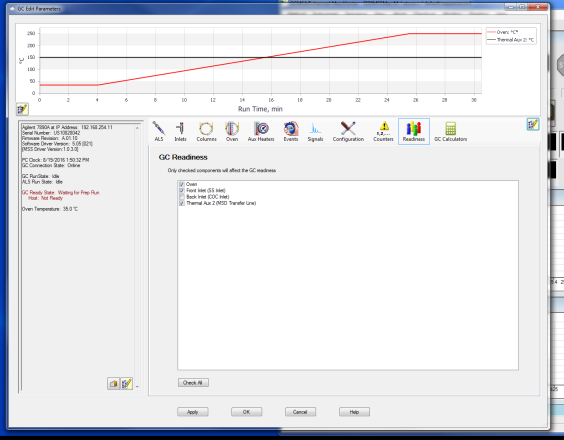 GC Edit Parameters
250
200
150
100
50
0
°C
0 2 4 6 8 10 12 14 16 18 20 22 24 26 28 30
Run Time, min
Oven: °C*
Thermal Aux 2: °C
Agilent 7890A at IP Address: 192.168.254.11
Serial Number: US10828042
Firmware Revision: A.01.10
Software Driver Version: 5.05 [021]
(MSD Driver Version:1.0.3.0)
PC Clock: 8/19/2016 1:50:32 PM
GC Connection State: Online
GC RunState: Idle
ALS Run State: Idle
GC Ready State: Waiting for Prep Run
Host: Not Ready
Oven Temperature: 35.0 °C
ALS Inlets Columns Oven Aux Heaters Events Signals Configuration Counters Readiness GC Calculators
GC Readiness
Only checked components will affect the GC readiness
Oven
Front Inlet (SS Inlet)
Back Inlet (COC Inlet)
Thermal Aux 2 (MSD Transfer Line)
Check All
Apply OK Cancel Help